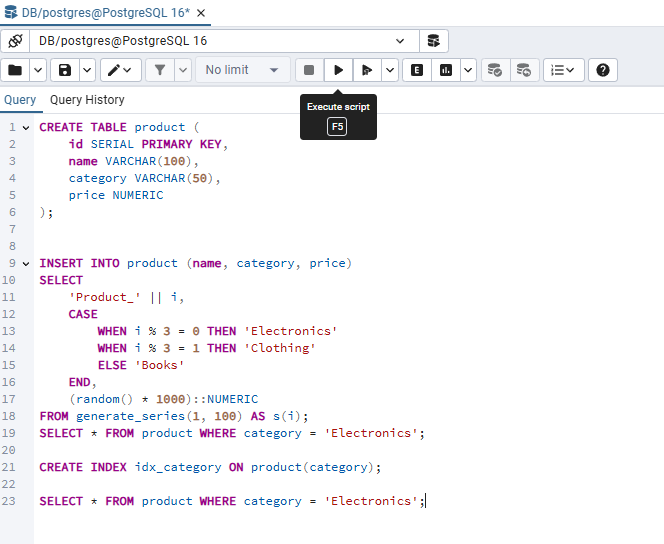 DB/postgres@PostgreSQL 16*
DB/postgres@PostgreSQL 16
No limit
E
Query Query History
Execute script
F5
1 CREATE TABLE product (
2 id SERIAL PRIMARY KEY,
3 name VARCHAR(100),
4 category VARCHAR(50),
5 price NUMERIC
6 );
7
8
9 INSERT INTO product (name, category, price)
10 SELECT
11 'Product_' || i,
12 CASE
13 WHEN i % 3 = 0 THEN 'Electronics'
14 WHEN i % 3 = 1 THEN 'Clothing'
15 ELSE 'Books'
16 END,
17 (random() * 1000)::NUMERIC
18 FROM generate_series(1, 100) AS s(i);
19 SELECT * FROM product WHERE category = 'Electronics';
20
21 CREATE INDEX idx_category ON product(category);
22
23 SELECT * FROM product WHERE category = 'Electronics';